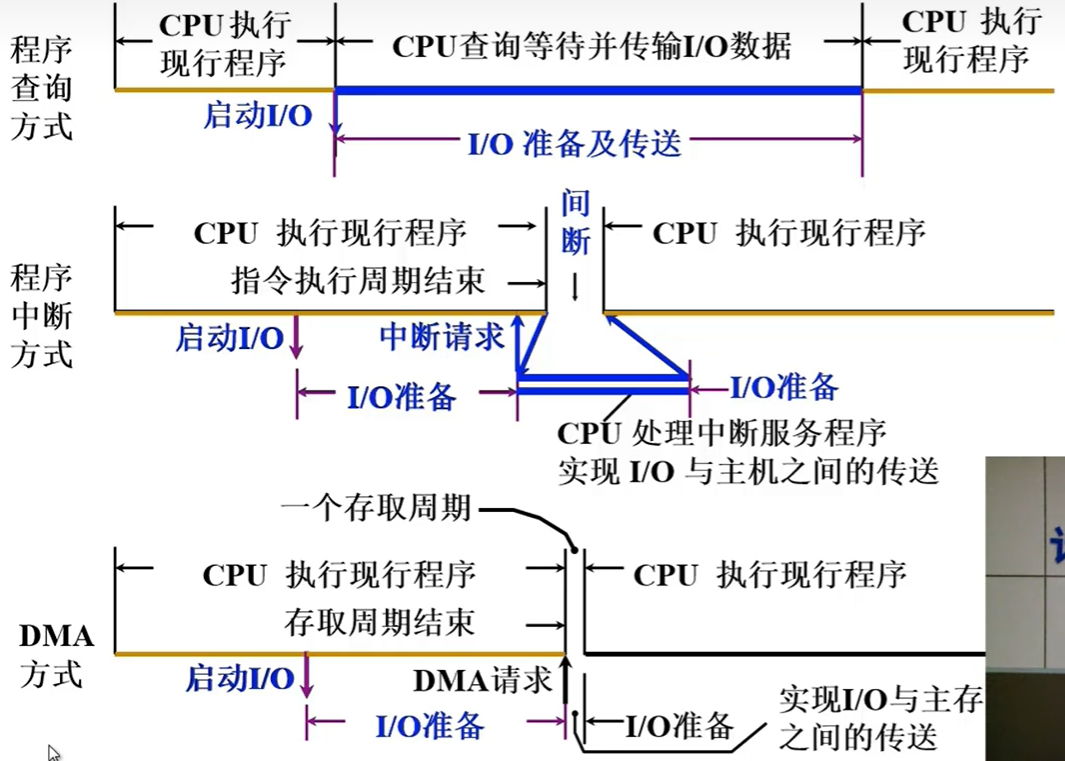 程序
查询
方式
CPU 执行
现行程序
CPU查询等待并传输I/O数据
CPU 执行
现行程序
启动I/O
I/O 准备及传送
程序
中断
方式
CPU 执行现行程序
间
断
CPU 执行现行程序
指令执行周期结束
启动I/O
中断请求
I/O准备
I/O准备
CPU 处理中断服务程序
实现 I/O 与主机之间的传送
一个存取周期
DMA
方式
CPU 执行现行程序
CPU 执行现行程序
存取周期结束
启动I/O
DMA请求
I/O准备
I/O准备
实现I/O与主存
之间的传送